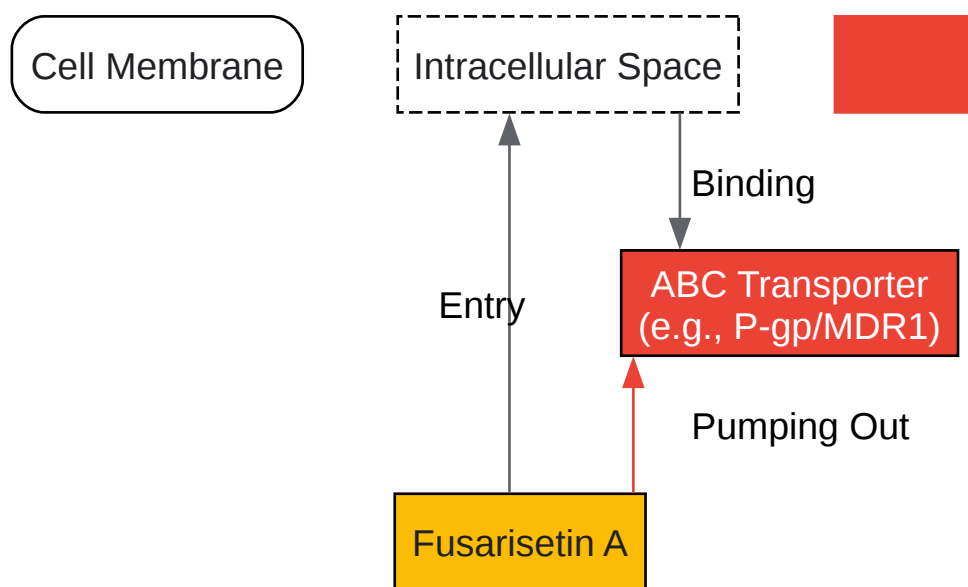 Cell Membrane
Intracellular Space
Binding
ABC Transporter
(e.g., P-gp/MDR1)
Entry
Pumping Out
Fusarisetin A